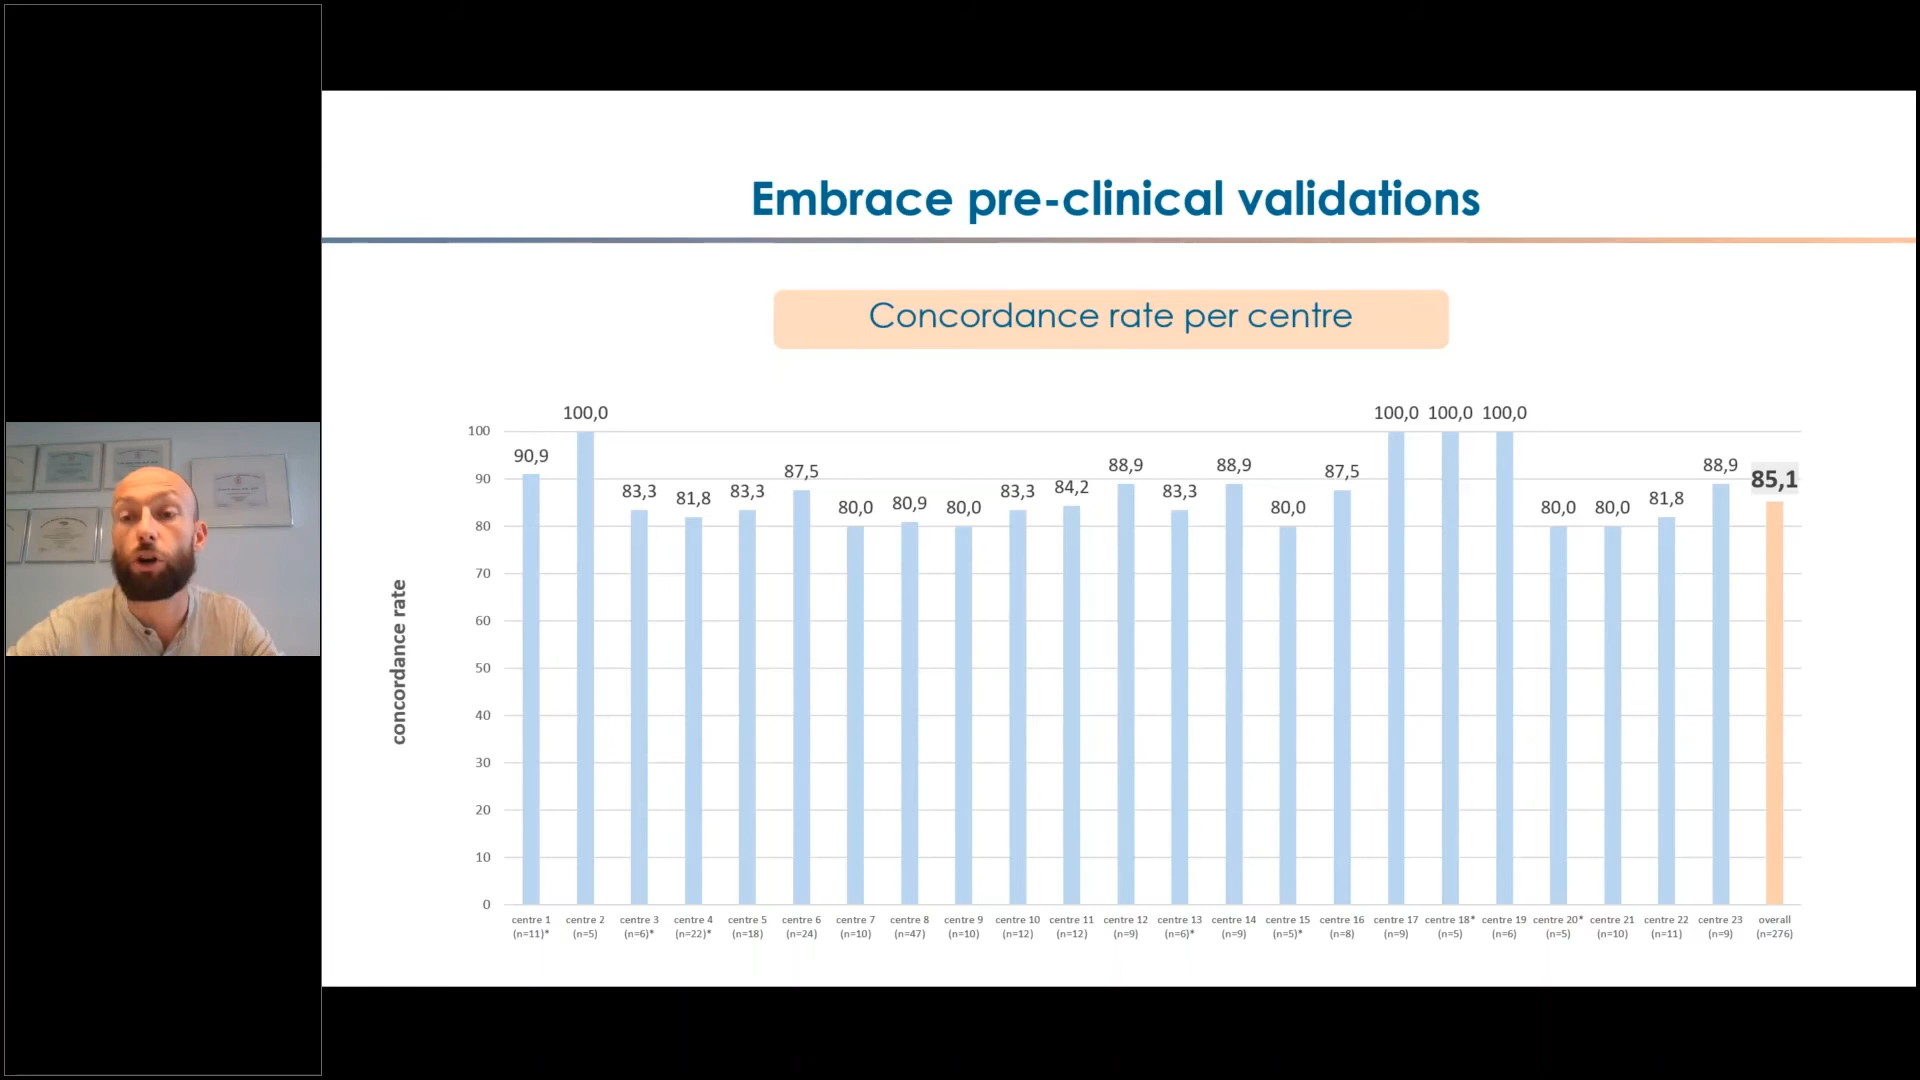 Embrace pre-clinical validations
Concordance rate per centre
concordance rate
100
90
80
70
60
50
40
30
20
10
0
90,9
100,0
83,3
81,8
83,3
87,5
80,0
80,9
80,0
83,3
84,2
88,9
83,3
88,9
80,0
87,5
100,0
100,0
100,0
80,0
80,0
81,8
88,9
85,1
centre 1
(n=11)*
centre 2
(n=5)
centre 3
(n=6)*
centre 4
(n=22)*
centre 5
(n=18)
centre 6
(n=24)
centre 7
(n=10)
centre 8
(n=47)
centre 9
(n=10)
centre 10
(n=12)
centre 11
(n=12)
centre 12
(n=9)
centre 13
(n=6)*
centre 14
(n=9)
centre 15
(n=5)*
centre 16
(n=8)
centre 17
(n=9)
centre 18*
(n=5)
centre 19
(n=6)
centre 20*
(n=5)
centre 21
(n=10)
centre 22
(n=11)
centre 23
(n=9)
overall
(n=276)